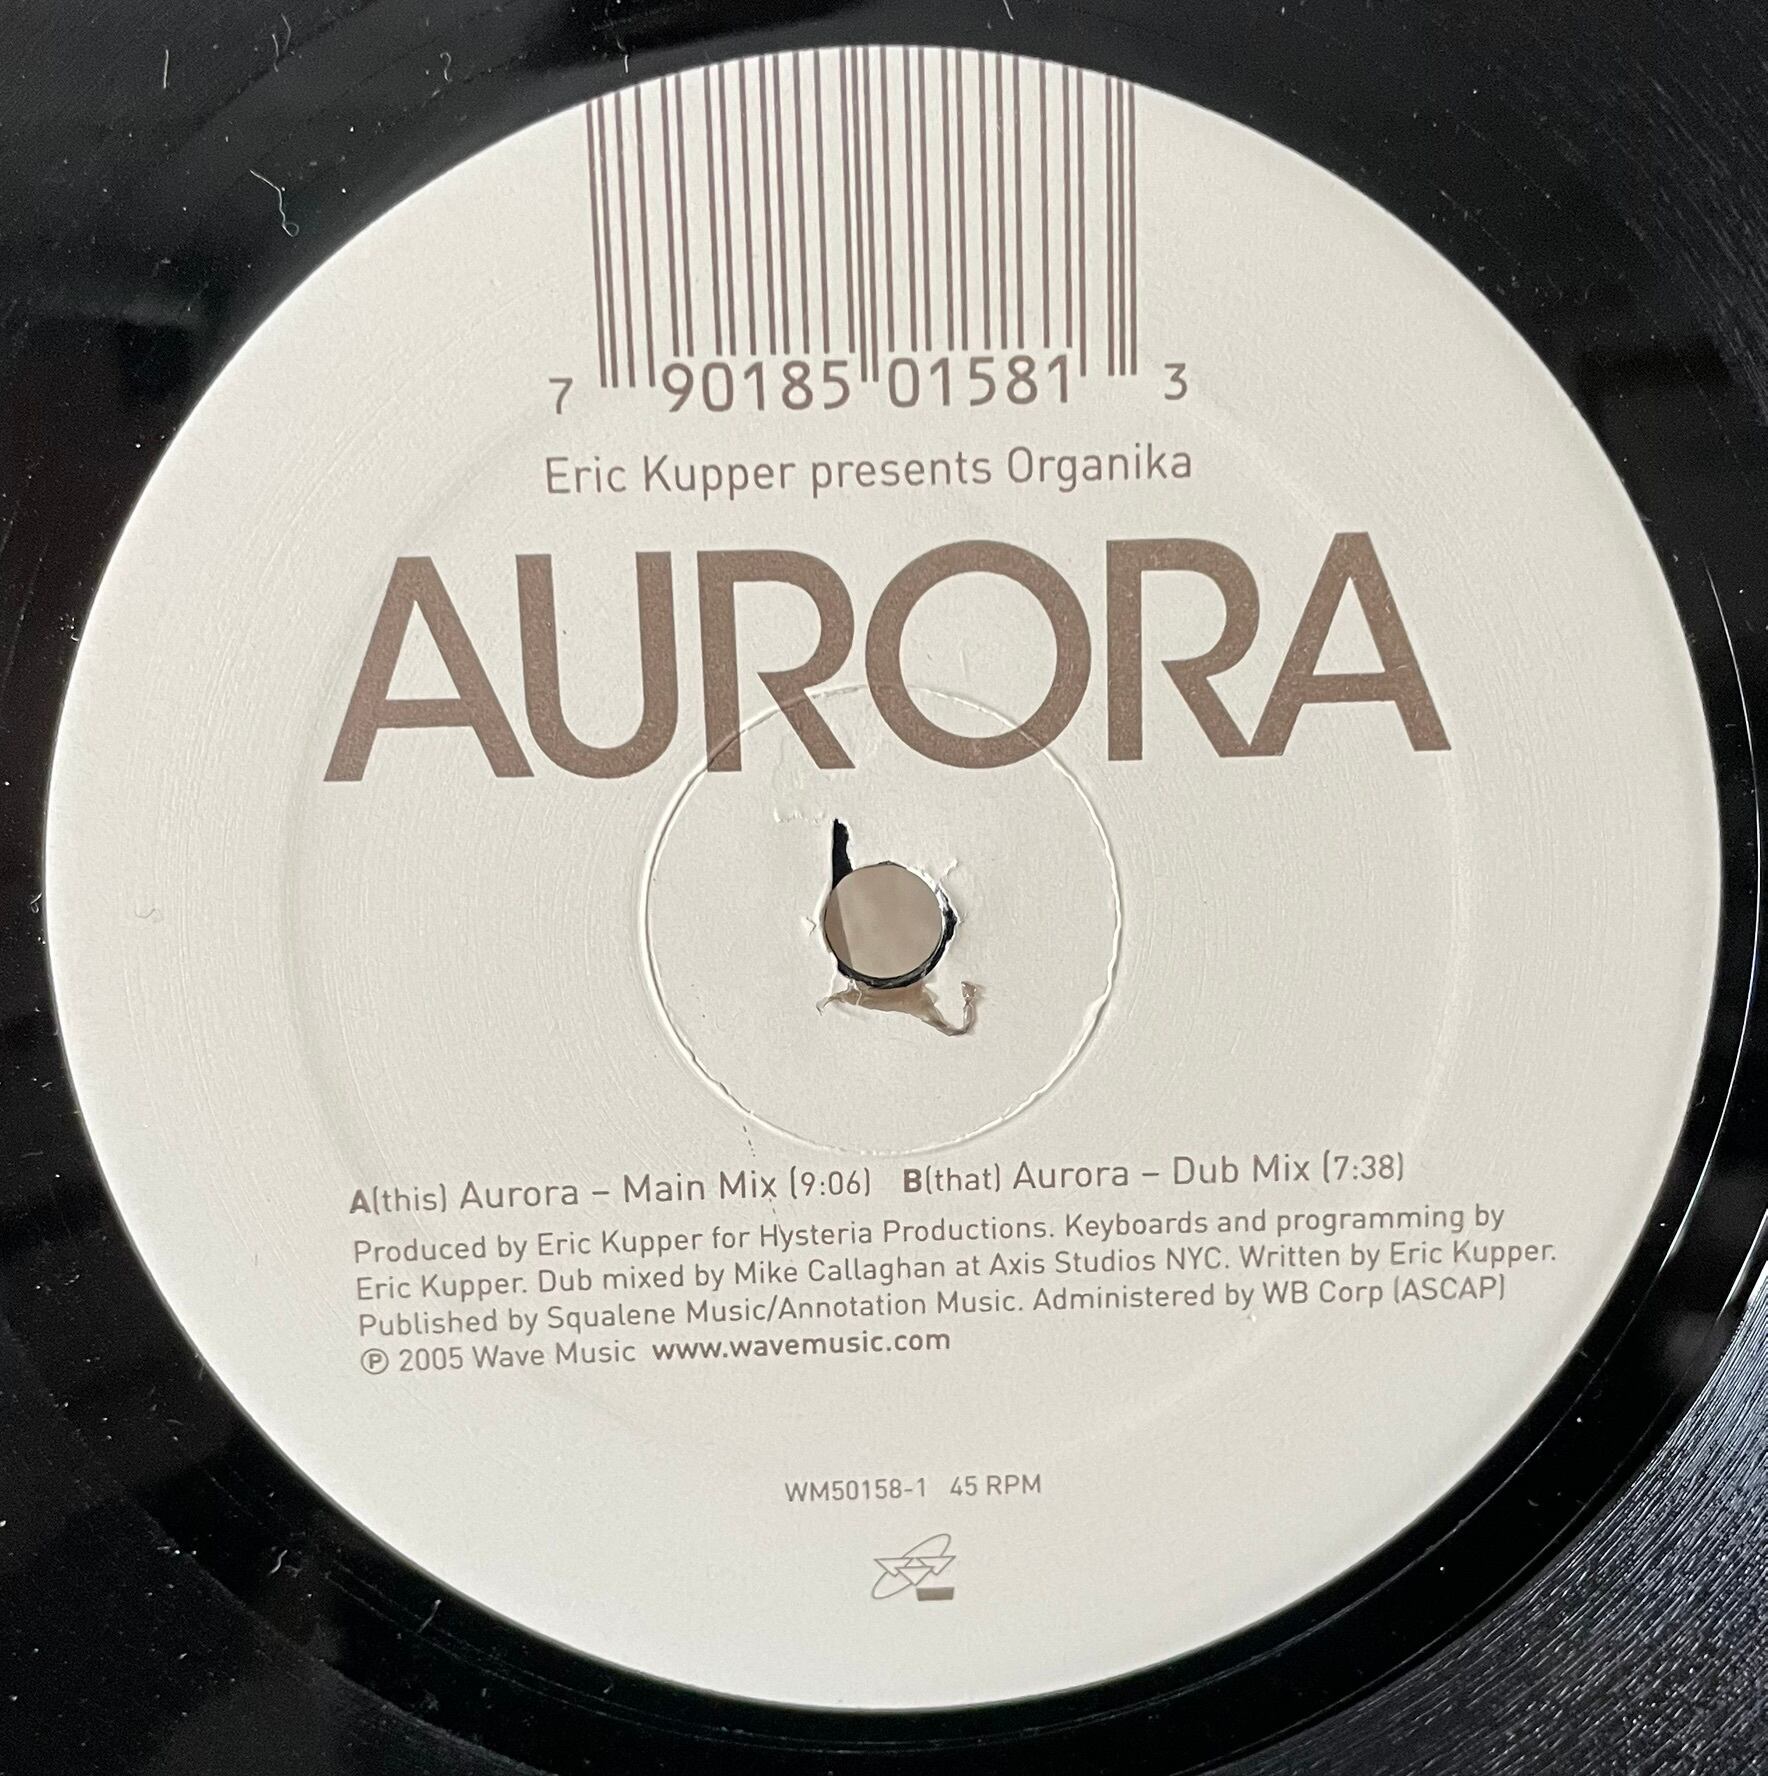 7 90185 01581 3
Eric Kupper presents Organika
AURORA
A(this) Aurora – Main Mix (9:06) B(that) Aurora – Dub Mix (7:38)
Produced by Eric Kupper for Hysteria Productions. Keyboards and programming by
Eric Kupper. Dub mixed by Mike Callaghan at Axis Studios NYC. Written by Eric Kupper.
Published by Squalene Music/Annotation Music. Administered by WB Corp (ASCAP)
℗ 2005 Wave Music www.wavemusic.com
WM50158-1 45 RPM